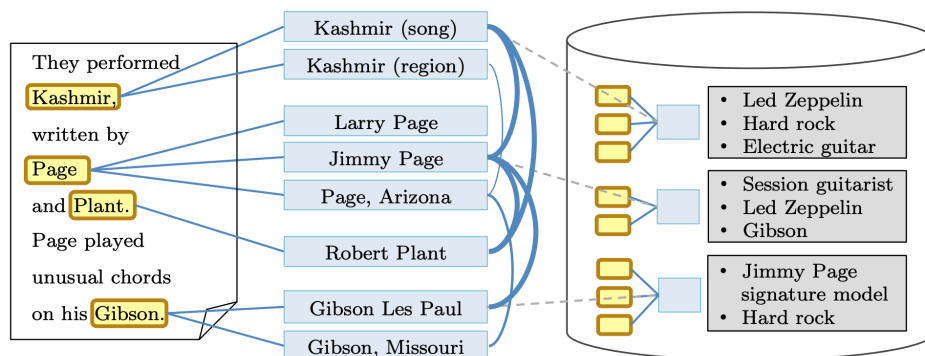 They performed
Kashmir,
written by
Page
and Plant.
Page played
unusual chords
on his Gibson.
Kashmir (song)
Kashmir (region)
Larry Page
Jimmy Page
Page, Arizona
Robert Plant
Gibson Les Paul
Gibson, Missouri
• Led Zeppelin
• Hard rock
• Electric guitar
• Session guitarist
• Led Zeppelin
• Gibson
• Jimmy Page
signature model
• Hard rock